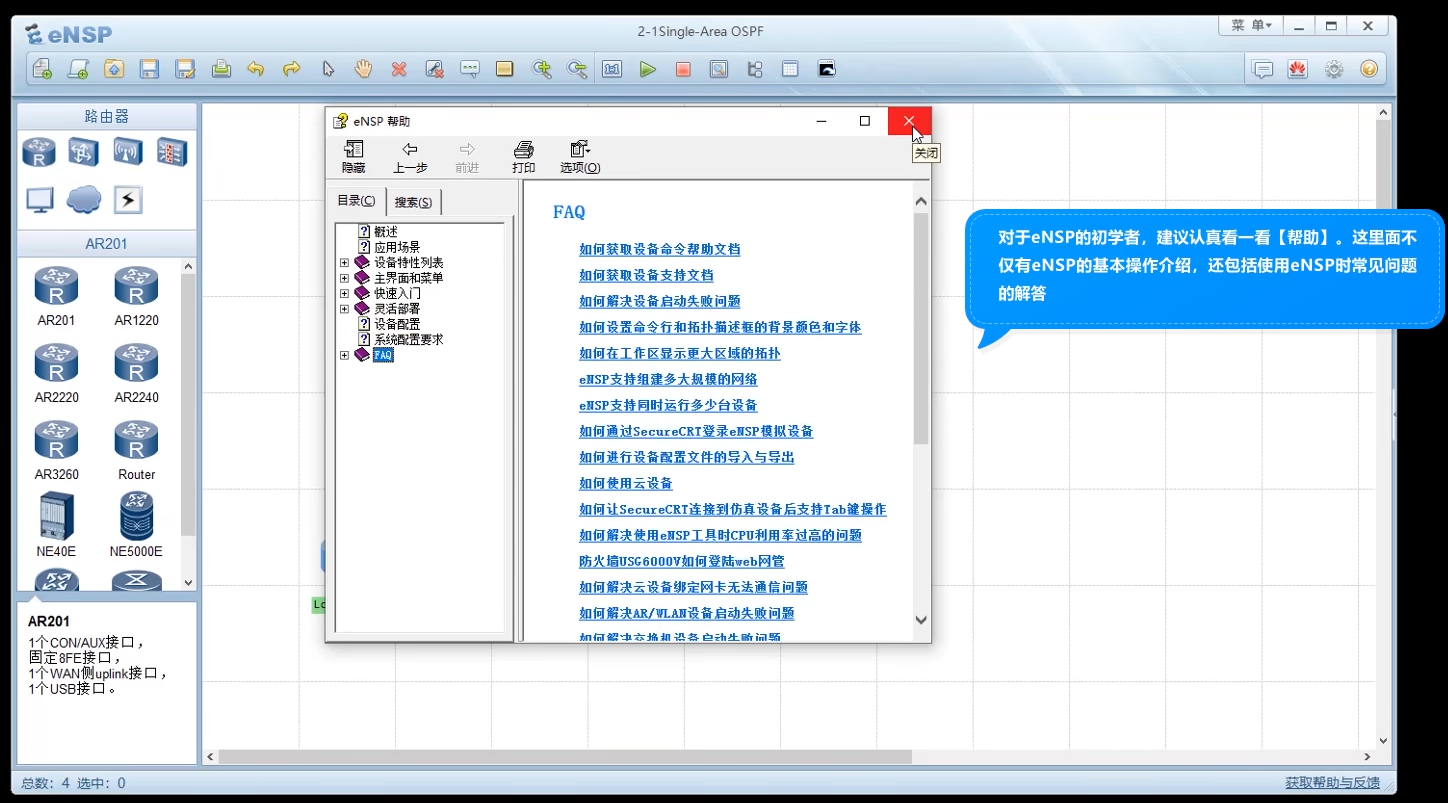 eNSP
2-1Single-Area OSPF
菜 单
路由器
AR201
AR201
AR1220
AR2220
AR2240
AR3260
Router
NE40E
NE5000E
AR201
1个CON/AUX接口，
固定8FE接口，
1个WAN侧uplink接口，
1个USB接口。
eNSP 帮助
隐藏
上一步
前进
打印
选项(O)
关闭
目录(C)
搜索(S)
概述
应用场景
设备特性列表
主界面和菜单
快速入门
灵活部署
设备配置
系统配置要求
FAQ
FAQ
如何获取设备命令帮助文档
如何获取设备支持文档
如何解决设备启动失败问题
如何设置命令行和拓扑描述框的背景颜色和字体
如何在工作区显示更大区域的拓扑
eNSP支持组建多大规模的网络
eNSP支持同时运行多少台设备
如何通过SecureCRT登录eNSP模拟设备
如何进行设备配置文件的导入与导出
如何使用云设备
如何让SecureCRT连接到仿真设备后支持Tab键操作
如何解决使用eNSP工具时CPU利用率过高的问题
防火墙USG6000V如何登陆web网管
如何解决云设备绑定网卡无法通信问题
如何解决AR/WLAN设备启动失败问题
如何解决交换机设备启动失败问题
对于eNSP的初学者，建议认真看一看【帮助】。这里面不
仅有eNSP的基本操作介绍，还包括使用eNSP时常见问题
的解答
Lo
总数：4 选中：0
获取帮助与反馈